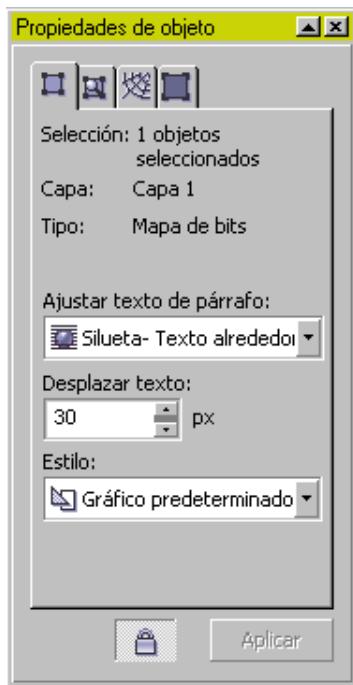 Propiedades de objeto
Selección: 1 objetos
seleccionados
Capa: Capa 1
Tipo: Mapa de bits
Ajustar texto de párrafo:
Silueta- Texto alrededor
Desplazar texto:
30 px
Estilo:
Gráfico predeterminado
Aplicar